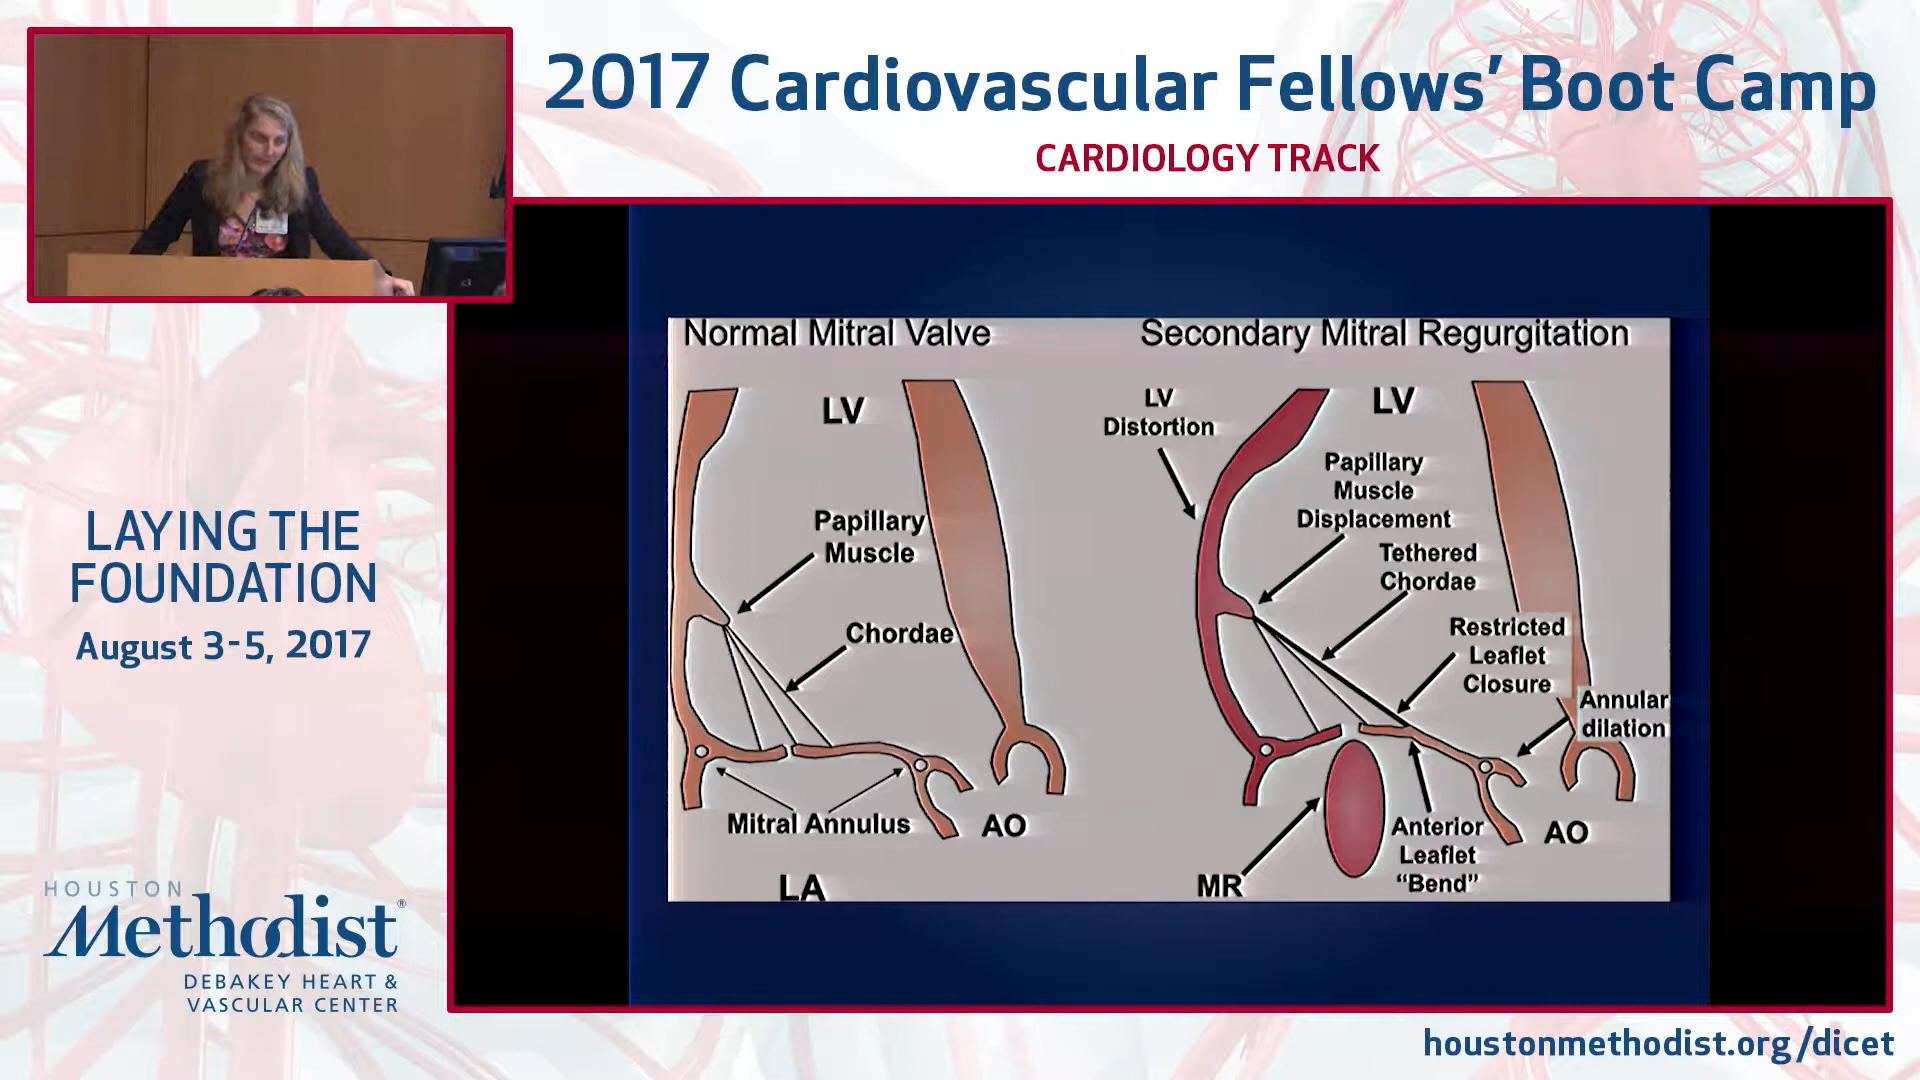 2017 Cardiovascular Fellows’ Boot Camp
CARDIOLOGY TRACK
LAYING THE
FOUNDATION
August 3-5, 2017
HOUSTON
Methodist®
DEBAKEY HEART &
VASCULAR CENTER
Normal Mitral Valve
LV
Papillary
Muscle
Chordae
Mitral Annulus
AO
LA
Secondary Mitral Regurgitation
LV
Distortion
LV
Papillary
Muscle
Displacement
Tethered
Chordae
Restricted
Leaflet
Closure
Annular
dilation
Anterior
Leaflet
“Bend”
AO
MR
houstonmethodist.org/dicet